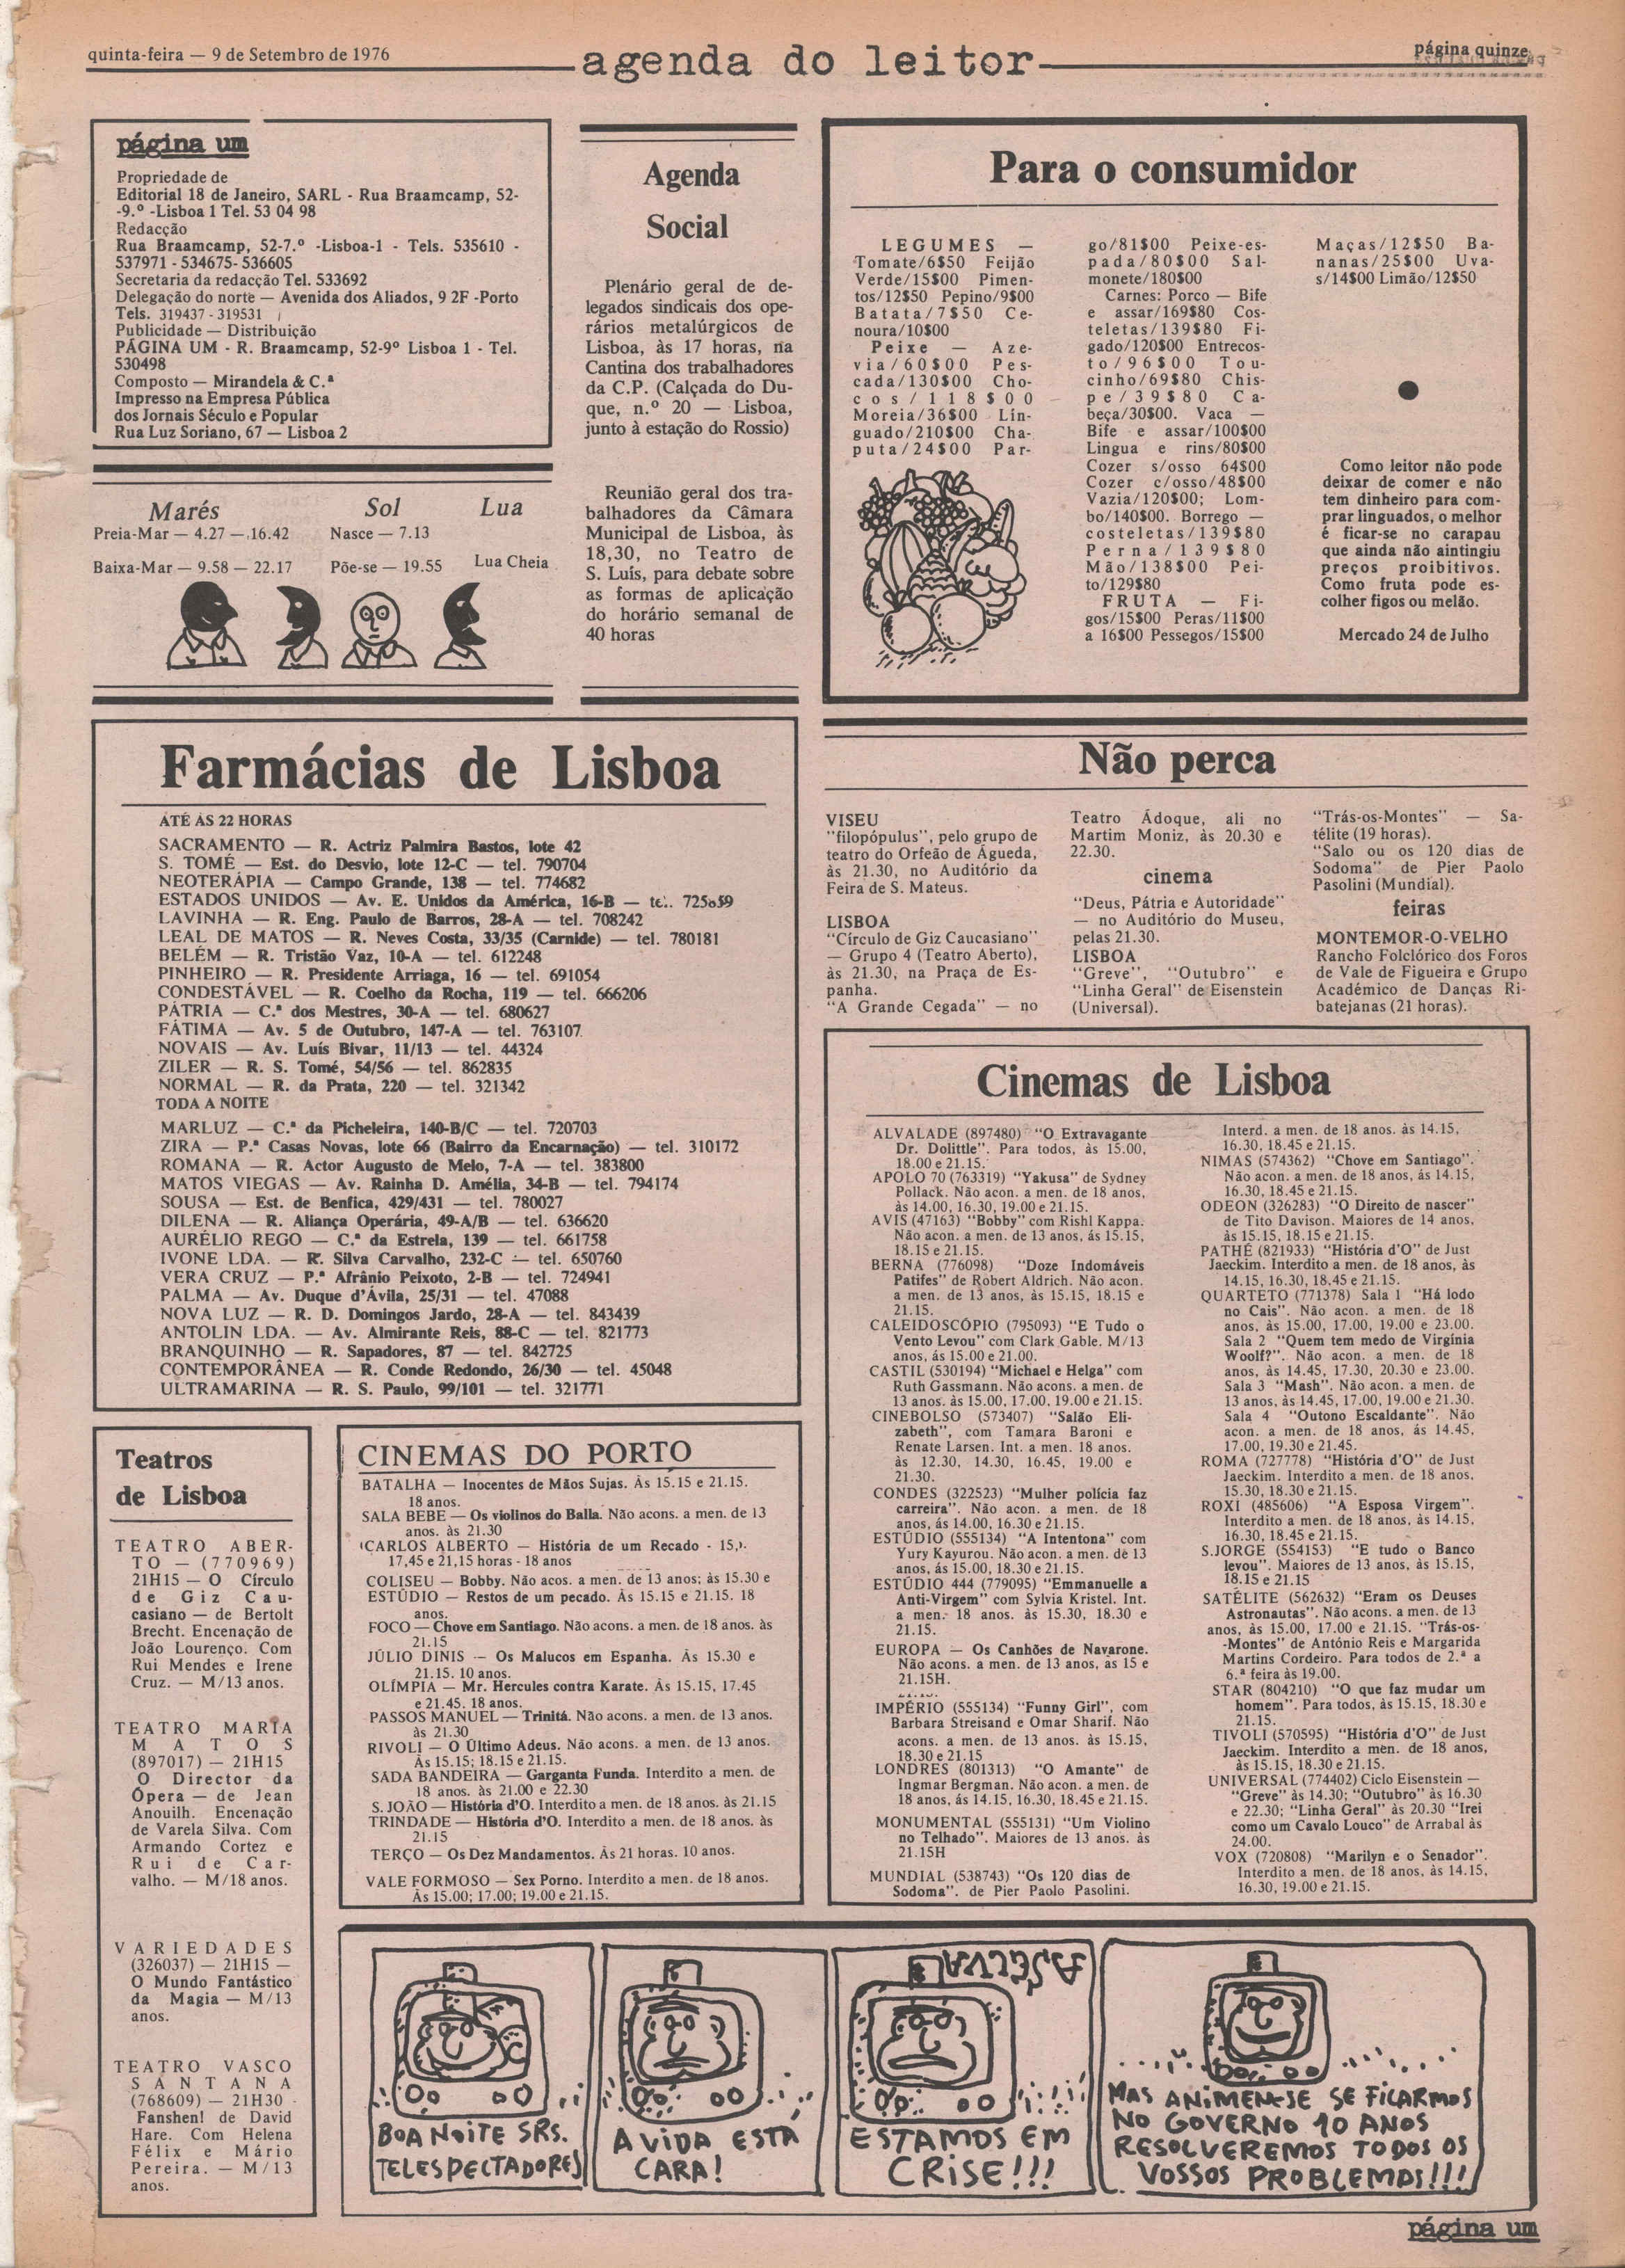 quinta-feira — 9 de Setembro de 1976
agenda do leitor
página quinze
página um
Propriedade de
Editorial 18 de Janeiro, SARL - Rua Braamcamp, 52-
-9.º -Lisboa 1 Tel. 53 04 98
Redacção
Rua Braamcamp, 52-7.º -Lisboa-1 - Tels. 535610 -
537971 - 534675- 536605
Secretaria da redacção Tel. 533692
Delegação do norte — Avenida dos Aliados, 9 2F -Porto
Tels. 319437 - 319531
Publicidade — Distribuição
PÁGINA UM - R. Braamcamp, 52-9º Lisboa 1 - Tel.
530498
Composto — Mirandela & C.ª
Impresso na Empresa Pública
dos Jornais Século e Popular
Rua Luz Soriano, 67 — Lisboa 2
Marés
Preia-Mar — 4.27 — 16.42
Baixa-Mar — 9.58 — 22.17
Sol
Nasce — 7.13
Põe-se — 19.55
Lua
Lua Cheia
Agenda
Social
Plenário geral de de-
legados sindicais dos ope-
rários metalúrgicos de
Lisboa, às 17 horas, na
Cantina dos trabalhadores
da C.P. (Calçada do Du-
que, n.º 20 — Lisboa,
junto à estação do Rossio)
Reunião geral dos tra-
balhadores da Câmara
Municipal de Lisboa, às
18,30, no Teatro de
S. Luís, para debate sobre
as formas de aplicação
do horário semanal de
40 horas
Para o consumidor
LEGUMES —
Tomate/6$50 Feijão
Verde/15$00 Pimen-
tos/12$50 Pepino/9$00
Batata/7$50 Ce-
noura/10$00
Peixe — Aze-
via/60$00 Pes-
cada/130$00 Cho-
cos/118$00
Moreia/36$00 Lin-
guado/210$00 Cha-
puta/24$00 Par-
go/81$00 Peixe-es-
pada/80$00 Sal-
monete/180$00
Carnes: Porco — Bife
e assar/169$80 Cos-
teletas/139$80 Fi-
gado/120$00 Entrecos-
to/96$00 Tou-
cinho/69$80 Chis-
pe/39$80 Ca-
beça/30$00. Vaca —
Bife e assar/100$00
Lingua e rins/80$00
Cozer s/osso 64$00
Cozer c/osso/48$00
Vazia/120$00; Lom-
bo/140$00. Borrego —
costeletas/139$80
Perna/139$80
Mão/138$00 Pei-
to/129$80
FRUTA — Fi-
gos/15$00 Peras/11$00
a 16$00 Pessegos/15$00
Maças/12$50 Ba-
nanas/25$00 Uva-
s/14$00 Limão/12$50
Como leitor não pode
deixar de comer e não
tem dinheiro para com-
prar linguados, o melhor
é ficar-se no carapau
que ainda não aintingiu
preços proibitivos.
Como fruta pode es-
colher figos ou melão.
Mercado 24 de Julho
Farmácias de Lisboa
ATÉ ÀS 22 HORAS
SACRAMENTO — R. Actriz Palmira Bastos, lote 42
S. TOMÉ — Est. do Desvio, lote 12-C — tel. 790704
NEOTERÁPIA — Campo Grande, 138 — tel. 774682
ESTADOS UNIDOS — Av. E. Unidos da América, 16-B —
LAVINHA — R. Eng. Paulo de Barros, 28-A — tel. 708242
LEAL DE MATOS — R. Neves Costa, 33/35 (Carnide) — tel. 780181
BELÉM — R. Tristão Vaz, 10-A — tel. 612248
PINHEIRO — R. Presidente Arriaga, 16 — tel. 691054
CONDESTÁVEL — R. Coelho da Rocha, 119 — tel. 666206
PÁTRIA — C.ª dos Mestres, 30-A — tel. 680627
FÁTIMA — Av. 5 de Outubro, 147-A — tel. 763107
NOVAIS — Av. Luís Bivar, 11/13 — tel. 44324
ZILER — R. S. Tomé, 54/56 — tel. 862835
NORMAL — R. da Prata, 220 — tel. 321342
TODA A NOITE
MARLUZ — C.ª da Picheleira, 140-B/C — tel. 720703
ZIRA — P.ª Casas Novas, lote 66 (Bairro da Encarnação) — tel. 310172
ROMANA — R. Actor Augusto de Melo, 7-A — tel. 383800
MATOS VIEGAS — Av. Rainha D. Amélia, 34-B — tel. 794174
SOUSA — Est. de Benfica, 429/431 — tel. 780027
DILENA — R. Aliança Operária, 49-A/B — tel. 636620
AURÉLIO REGO — C.ª da Estrela, 139 — tel. 661758
IVONE LDA. — R. Silva Carvalho, 232-C — tel. 650760
VERA CRUZ — P.ª Afrânio Peixoto, 2-B — tel. 724941
PALMA — Av. Duque d'Ávila, 25/31 — tel. 47088
NOVA LUZ — R. D. Domingos Jardo, 28-A — tel. 843439
ANTOLIN LDA. — Av. Almirante Reis, 88-C — tel. 821773
BRANQUINHO — R. Sapadores, 87 — tel. 842725
CONTEMPORÂNEA — R. Conde Redondo, 26/30 — tel. 45048
ULTRAMARINA — R. S. Paulo, 99/101 — tel. 321771
Não perca
VISEU
"filopópulus", pelo grupo de
teatro do Orfeão de Águeda,
às 21.30, no Auditório da
Feira de S. Mateus.
LISBOA
"Círculo de Giz Caucasiano"
— Grupo 4 (Teatro Aberto),
às 21.30, na Praça de Es-
panha.
"A Grande Cegada" — no
Teatro Ádoque, ali no
Martim Moniz, às 20.30 e
22.30.
cinema
"Deus, Pátria e Autoridade"
— no Auditório do Museu,
pelas 21.30.
LISBOA
"Greve", "Outubro" e
"Linha Geral" de Eisenstein
(Universal).
"Trás-os-Montes" — Sa-
télite (19 horas).
"Salo ou os 120 dias de
Sodoma" de Pier Paolo
Pasolini (Mundial).
feiras
MONTEMOR-O-VELHO
Rancho Folclórico dos Foros
de Vale de Figueira e Grupo
Académico de Danças Ri-
batejanas (21 horas).
Cinemas de Lisboa
ALVALADE (897480) "O Extravagante
Dr. Dolittle". Para todos, às 15.00,
18.00 e 21.15.
APOLO 70 (763319) "Yakusa" de Sydney
Pollack. Não acon. a men. de 18 anos,
às 14.00, 16.30, 19.00 e 21.15.
AVIS (47163) "Bobby" com Rishl Kappa.
Não acon. a men. de 13 anos, ás 15.15,
18.15 e 21.15.
BERNA (776098) "Doze Indomáveis
Patifes" de Robert Aldrich. Não acon.
a men. de 13 anos, às 15.15, 18.15 e
21.15.
CALEIDOSCÓPIO (795093) "E Tudo o
Vento Levou" com Clark Gable. M/13
anos, ás 15.00 e 21.00.
CASTIL (530194) "Michael e Helga" com
Ruth Gassmann. Não acons. a men. de
13 anos. às 15.00, 17.00, 19.00 e 21.15.
CINEBOLSO (573407) "Salão Eli-
zabeth", com Tamara Baroni e
Renate Larsen. Int. a men. 18 anos.
às 12.30, 14.30, 16.45, 19.00 e
21.30.
CONDES (322523) "Mulher polícia faz
carreira". Não acon. a men. de 18
anos, ás 14.00, 16.30 e 21.15.
ESTÚDIO (555134) "A Intentona" com
Yury Kayurou. Não acon. a men. de 13
anos, ás 15.00, 18.30 e 21.15.
ESTÚDIO 444 (779095) "Emmanuelle a
Anti-Virgem" com Sylvia Kristel. Int.
a men. 18 anos. às 15.30, 18.30 e
21.15.
EUROPA — Os Canhões de Navarone.
Não acons. a men. de 13 anos, as 15 e
21.15H.
IMPÉRIO (555134) "Funny Girl", com
Barbara Streisand e Omar Sharif. Não
acons. a men. de 13 anos. às 15.15,
18.30 e 21.15
LONDRES (801313) "O Amante" de
Ingmar Bergman. Não acon. a men. de
18 anos, ás 14.15, 16.30, 18.45 e 21.15.
MONUMENTAL (555131) "Um Violino
no Telhado". Maiores de 13 anos. às
21.15H
MUNDIAL (538743) "Os 120 dias de
Sodoma". de Pier Paolo Pasolini.
Interd. a men. de 18 anos. às 14.15,
16.30, 18.45 e 21.15.
NIMAS (574362) "Chove em Santiago".
Não acon. a men. de 18 anos, ás 14.15,
16.30, 18.45 e 21.15.
ODEON (326283) "O Direito de nascer"
de Tito Davison. Maiores de 14 anos,
às 15.15, 18.15 e 21.15.
PATHÉ (821933) "História d'O" de Just
Jaeckim. Interdito a men. de 18 anos, às
14.15, 16.30, 18.45 e 21.15.
QUARTETO (771378) Sala 1 "Há lodo
no Cais". Não acon. a men. de 18
anos, às 15.00, 17.00, 19.00 e 23.00.
Sala 2 "Quem tem medo de Virgínia
Woolf?". Não acon. a men. de 18
anos, às 14.45, 17.30, 20.30 e 23.00.
Sala 3 "Mash". Não acon. a men. de
13 anos, às 14.45, 17.00, 19.00 e 21.30.
Sala 4 "Outono Escaldante". Não
acon. a men. de 18 anos, ás 14.45,
17.00, 19.30 e 21.45.
ROMA (727778) "História d'O" de Just
Jaeckim. Interdito a men. de 18 anos,
15.30, 18.30 e 21.15.
ROXI (485606) "A Esposa Virgem".
Interdito a men. de 18 anos, às 14.15,
16.30, 18.45 e 21.15.
S.JORGE (554153) "E tudo o Banco
levou". Maiores de 13 anos, às 15.15,
18.15 e 21.15
SATÉLITE (562632) "Eram os Deuses
Astronautas". Não acons. a men. de 13
anos, às 15.00, 17.00 e 21.15. "Trás-os-
-Montes" de António Reis e Margarida
Martins Cordeiro. Para todos de 2.ª a
6.ª feira às 19.00.
STAR (804210) "O que faz mudar um
homem". Para todos, às 15.15, 18.30 e
21.15.
TIVOLI (570595) "História d'O" de Just
Jaeckim. Interdito a men. de 18 anos,
às 15.15, 18.30 e 21.15.
UNIVERSAL (774402) Ciclo Eisenstein —
"Greve" às 14.30; "Outubro" às 16.30
e 22.30; "Linha Geral" às 20.30 "Irei
como um Cavalo Louco" de Arrabal às
24.00.
VOX (720808) "Marilyn e o Senador".
Interdito a men. de 18 anos, às 14.15,
16.30, 19.00 e 21.15.
Teatros
de Lisboa
TEATRO ABER-
TO — (770969)
21H15 — O Círculo
de Giz Cau-
casiano — de Bertolt
Brecht. Encenação de
João Lourenço. Com
Rui Mendes e Irene
Cruz. — M/13 anos.
TEATRO MARIA
MATOS
(897017) — 21H15
O Director da
Ópera — de Jean
Anouilh. Encenação
de Varela Silva. Com
Armando Cortez e
Rui de Car-
valho. — M/18 anos.
VARIEDADES
(326037) — 21H15 —
O Mundo Fantástico
da Magia — M/13
anos.
TEATRO VASCO
SANTANA
(768609) — 21H30 -
Fanshen! de David
Hare. Com Helena
Félix e Mário
Pereira. — M/13
anos.
CINEMAS DO PORTO
BATALHA — Inocentes de Mãos Sujas. Às 15.15 e 21.15.
18 anos.
SALA BEBE — Os violinos do Balla. Não acons. a men. de 13
anos. às 21.30
CARLOS ALBERTO — História de um Recado -
17,45 e 21,15 horas - 18 anos
COLISEU — Bobby. Não acos. a men. de 13 anos; às 15.30 e
ESTÚDIO — Restos de um pecado. Às 15.15 e 21.15. 18
anos.
FOCO — Chove em Santiago. Não acons. a men. de 18 anos. às
21.15
JÚLIO DINIS — Os Malucos em Espanha. Às 15.30 e
21.15. 10 anos.
OLÍMPIA — Mr. Hercules contra Karate. Às 15.15, 17.45
e 21.45. 18 anos.
PASSOS MANUEL — Trinitá. Não acons. a men. de 13 anos.
às 21.30
RIVOLI — O Último Adeus. Não acons. a men. de 13 anos.
Às 15.15; 18.15 e 21.15.
SADA BANDEIRA — Garganta Funda. Interdito a men. de
18 anos. às 21.00 e 22.30
S. JOÃO — História d'O. Interdito a men. de 18 anos. às 21.15
TRINDADE — História d'O. Interdito a men. de 18 anos. às
21.15
TERÇO — Os Dez Mandamentos. Às 21 horas. 10 anos.
VALE FORMOSO — Sex Porno. Interdito a men. de 18 anos.
Às 15.00; 17.00; 19.00 e 21.15.
BOA NOITE SRS.
TELESPECTADORES
A VIDA ESTÁ
CARA!
ESTAMOS EM
CRISE!!!
MAS ANIMEM-SE SE FICARMOS
NO GOVERNO 10 ANOS
RESOLVEREMOS TODOS OS
VOSSOS PROBLEMAS!!!
página um